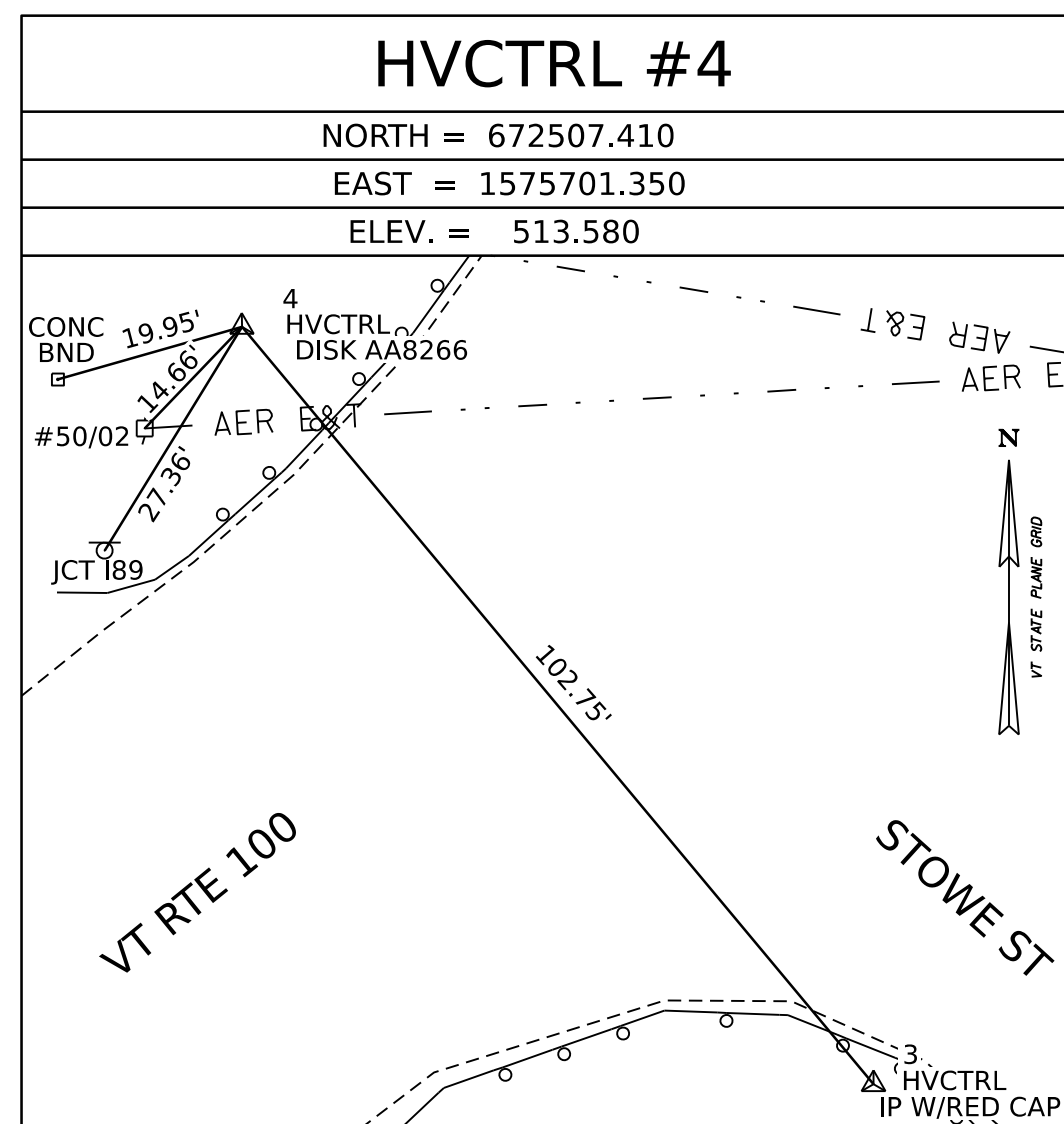 HVCTRL #4
NORTH = 672507.410
EAST = 1575701.350
ELEV. = 513.580
4
HVCTRL
DISK AA8266
CONC
BND
19.95'
14.66'
#50/02
AER E&T
27.36'
JCT I89
AER E&T
AER E
N
VT STATE PLANE GRID
102.75'
VT RTE 100
STOWE ST
3
HVCTRL
IP W/RED CAP